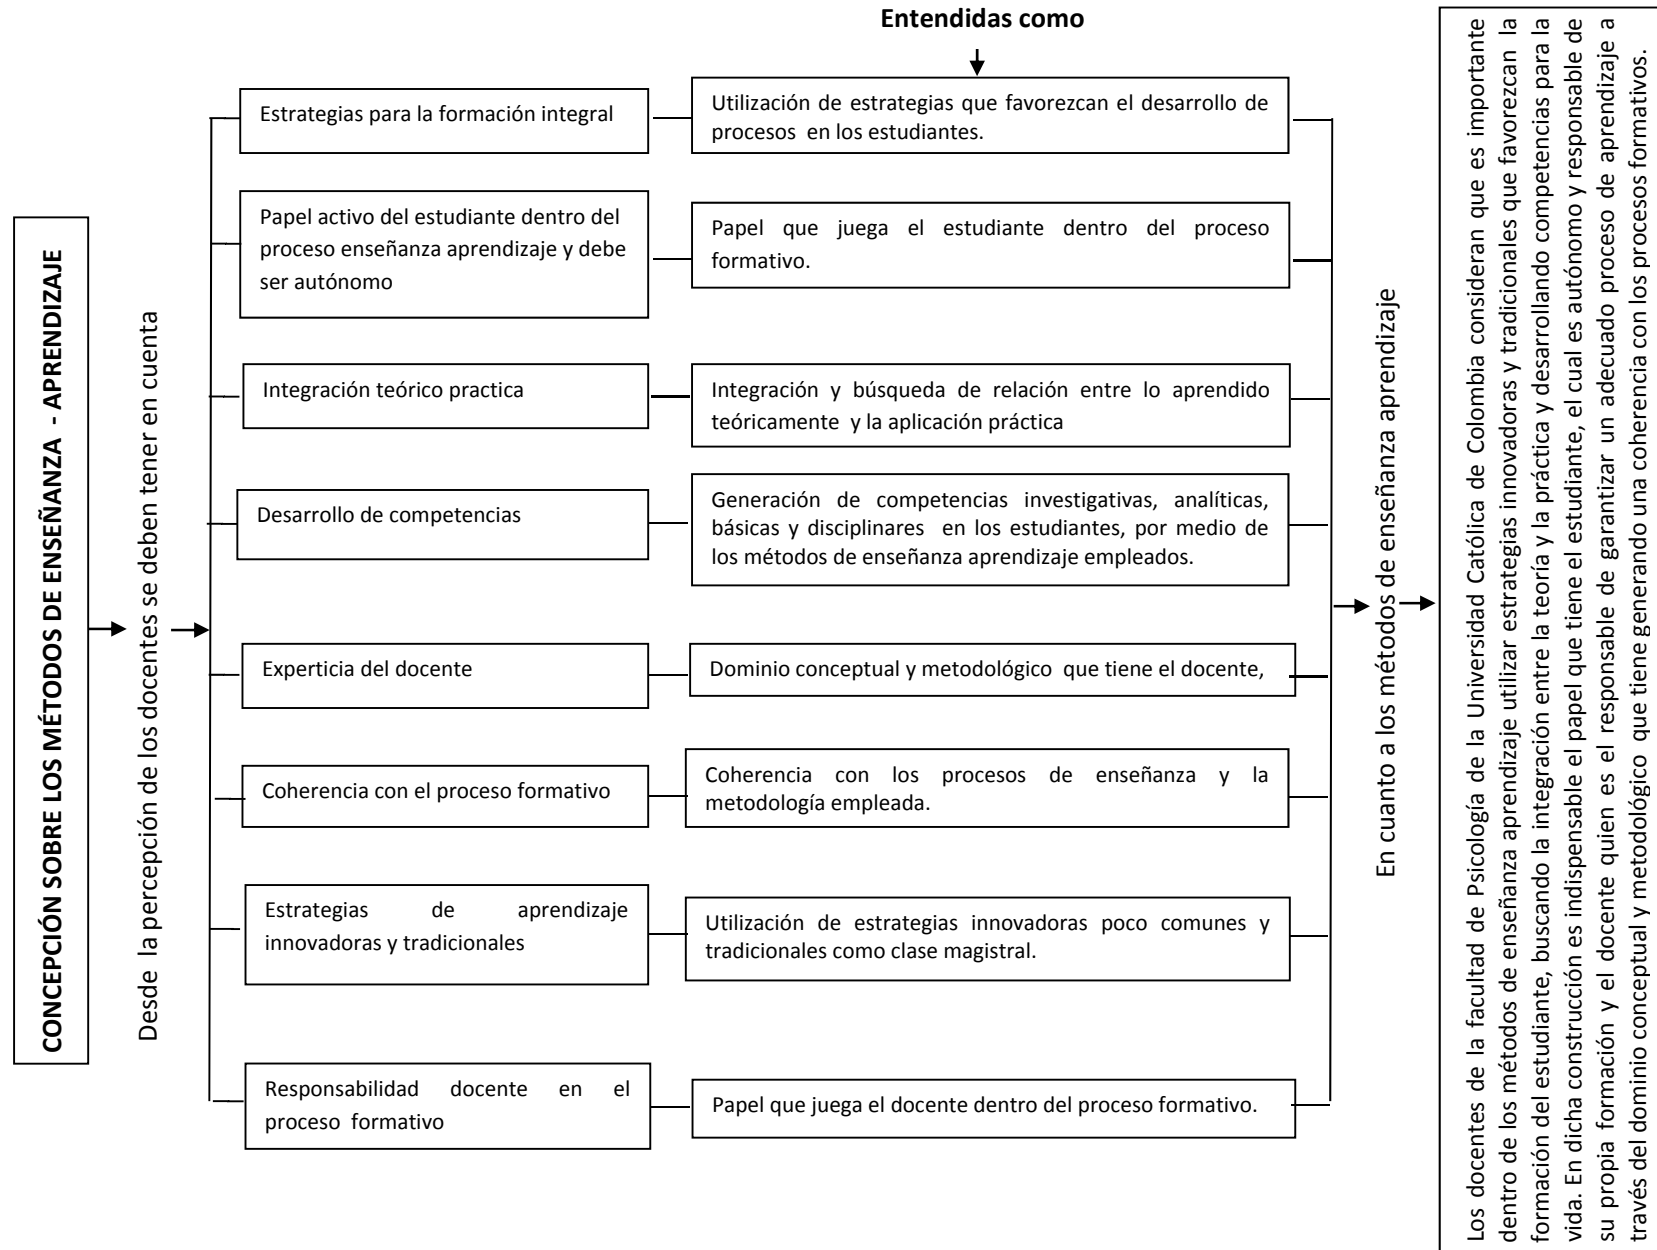 CONCEPCIÓN SOBRE LOS MÉTODOS DE ENSEÑANZA - APRENDIZAJE
Desde la percepción de los docentes se deben tener en cuenta
Entendidas como
Estrategias para la formación integral
Utilización de estrategias que favorezcan el desarrollo de
procesos en los estudiantes.
Papel activo del estudiante dentro del
proceso enseñanza aprendizaje y debe
ser autónomo
Papel que juega el estudiante dentro del proceso
formativo.
Integración teórico practica
Integración y búsqueda de relación entre lo aprendido
teóricamente y la aplicación práctica
Desarrollo de competencias
Generación de competencias investigativas, analíticas,
básicas y disciplinares en los estudiantes, por medio de
los métodos de enseñanza aprendizaje empleados.
Experticia del docente
Dominio conceptual y metodológico que tiene el docente,
Coherencia con el proceso formativo
Coherencia con los procesos de enseñanza y la
metodología empleada.
Estrategias de aprendizaje
innovadoras y tradicionales
Utilización de estrategias innovadoras poco comunes y
tradicionales como clase magistral.
Responsabilidad docente en el
proceso formativo
Papel que juega el docente dentro del proceso formativo.
En cuanto a los métodos de enseñanza aprendizaje
Los docentes de la facultad de Psicología de la Universidad Católica de Colombia consideran que es importante
dentro de los métodos de enseñanza aprendizaje utilizar estrategias innovadoras y tradicionales que favorezcan la
formación del estudiante, buscando la integración entre la teoría y la práctica y desarrollando competencias para la
vida. En dicha construcción es indispensable el papel que tiene el estudiante, el cual es autónomo y responsable de
su propia formación y el docente quien es el responsable de garantizar un adecuado proceso de aprendizaje a
través del dominio conceptual y metodológico que tiene generando una coherencia con los procesos formativos.